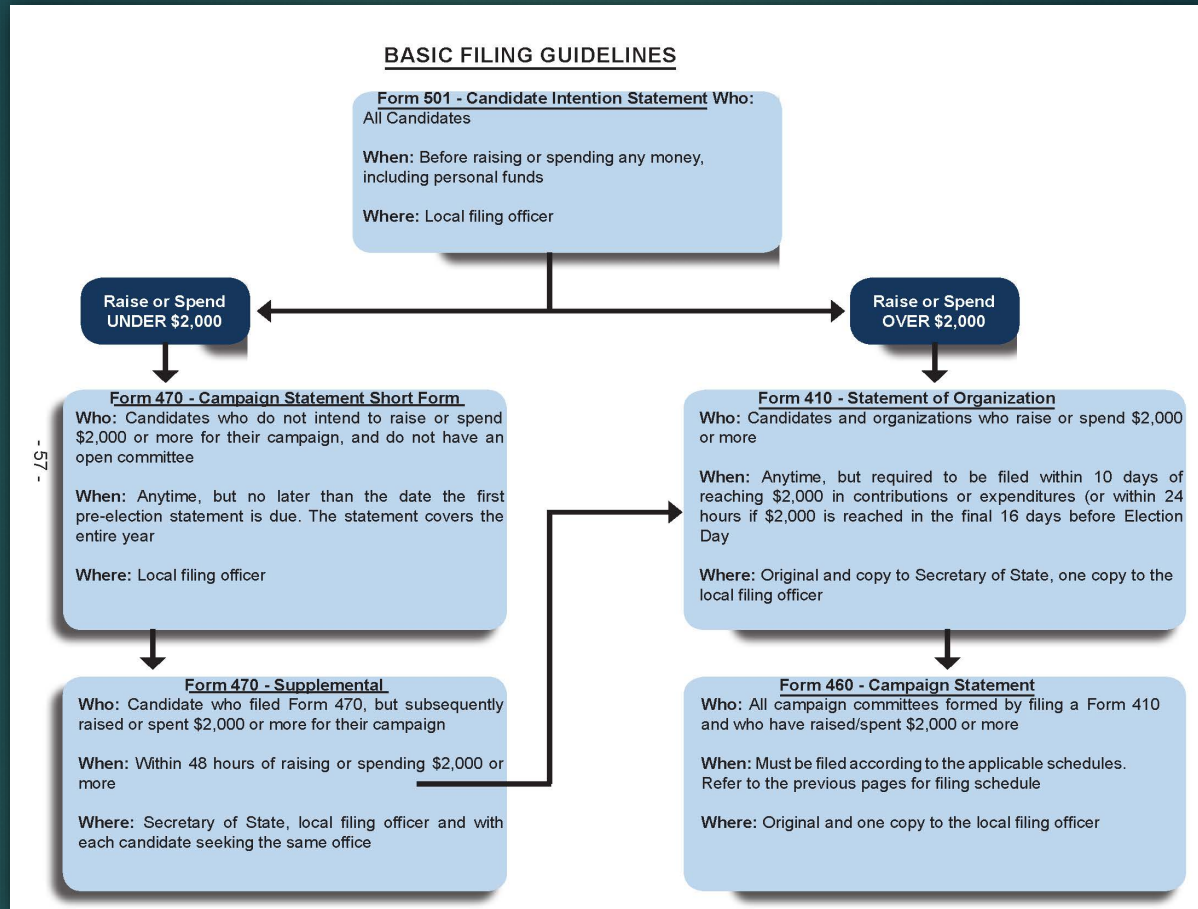 BASIC FILING GUIDELINES
Form 501 - Candidate Intention Statement Who:
All Candidates
When: Before raising or spending any money,
including personal funds
Where: Local filing officer
Raise or Spend
UNDER $2,000
Raise or Spend
OVER $2,000
Form 470 - Campaign Statement Short Form
Who: Candidates who do not intend to raise or spend
$2,000 or more for their campaign, and do not have an
open committee
When: Anytime, but no later than the date the first
pre-election statement is due. The statement covers the
entire year
Where: Local filing officer
Form 410 - Statement of Organization
Who: Candidates and organizations who raise or spend $2,000
or more
When: Anytime, but required to be filed within 10 days of
reaching $2,000 in contributions or expenditures (or within 24
hours if $2,000 is reached in the final 16 days before Election
Day
Where: Original and copy to Secretary of State, one copy to the
local filing officer
- 57 -
Form 470 - Supplemental
Who: Candidate who filed Form 470, but subsequently
raised or spent $2,000 or more for their campaign
When: Within 48 hours of raising or spending $2,000 or
more
Where: Secretary of State, local filing officer and with
each candidate seeking the same office
Form 460 - Campaign Statement
Who: All campaign committees formed by filing a Form 410
and who have raised/spent $2,000 or more
When: Must be filed according to the applicable schedules.
Refer to the previous pages for filing schedule
Where: Original and one copy to the local filing officer